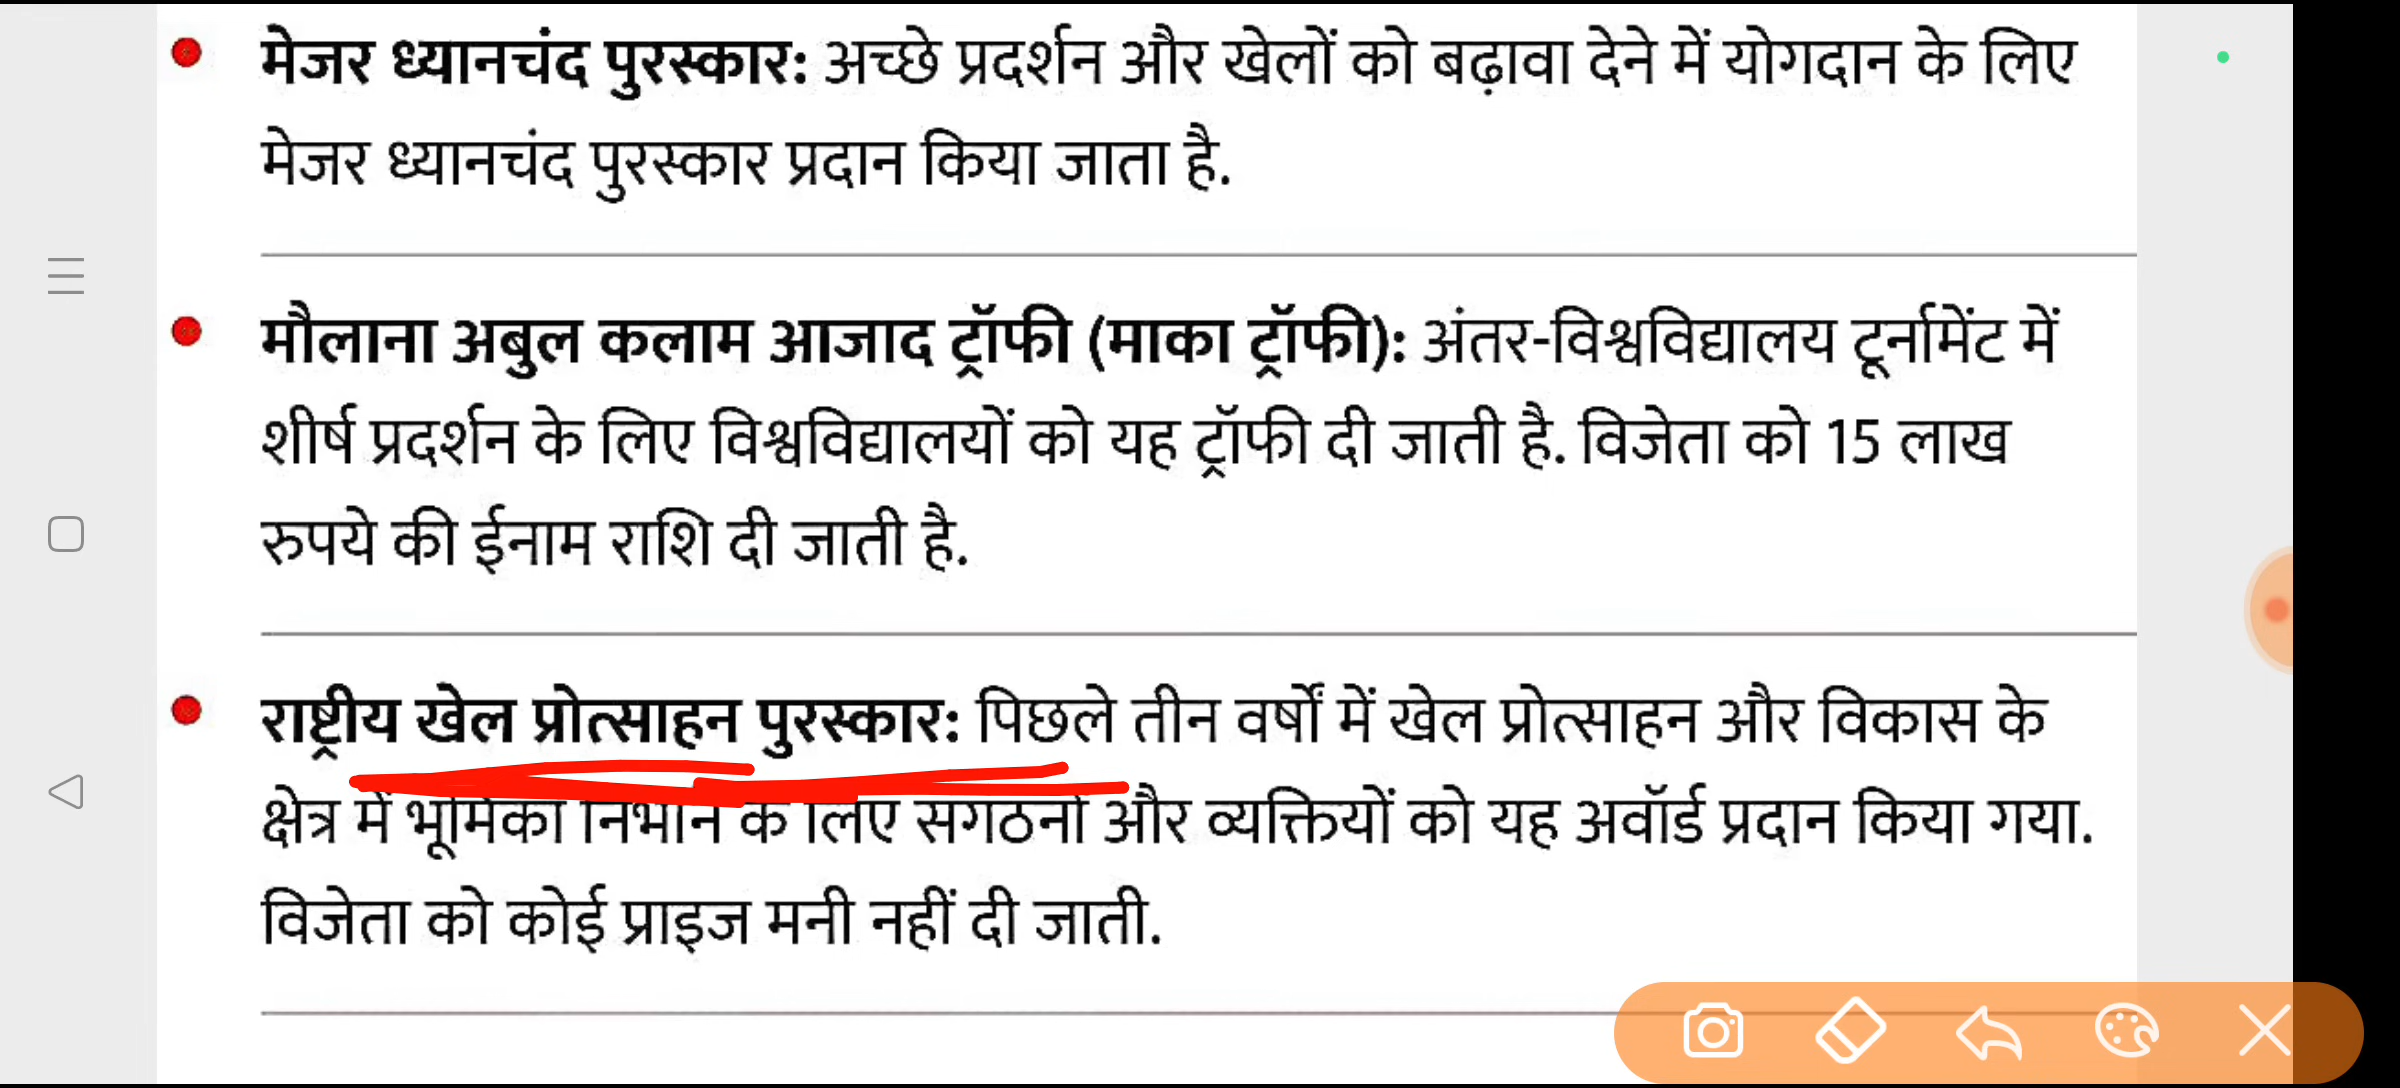 मेजर ध्यानचंद पुरस्कार: अच्छे प्रदर्शन और खेलों को बढ़ावा देने में योगदान के लिए
मेजर ध्यानचंद पुरस्कार प्रदान किया जाता है.
मौलाना अबुल कलाम आजाद ट्रॉफी (माका ट्रॉफी): अंतर-विश्वविद्यालय टूर्नामेंट में
शीर्ष प्रदर्शन के लिए विश्वविद्यालयों को यह ट्रॉफी दी जाती है. विजेता को 15 लाख
रुपये की ईनाम राशि दी जाती है.
राष्ट्रीय खेल प्रोत्साहन पुरस्कार: पिछले तीन वर्षों में खेल प्रोत्साहन और विकास के
क्षेत्र में भूमिका निभाने के लिए संगठनों और व्यक्तियों को यह अवॉर्ड प्रदान किया गया.
विजेता को कोई प्राइज मनी नहीं दी जाती.